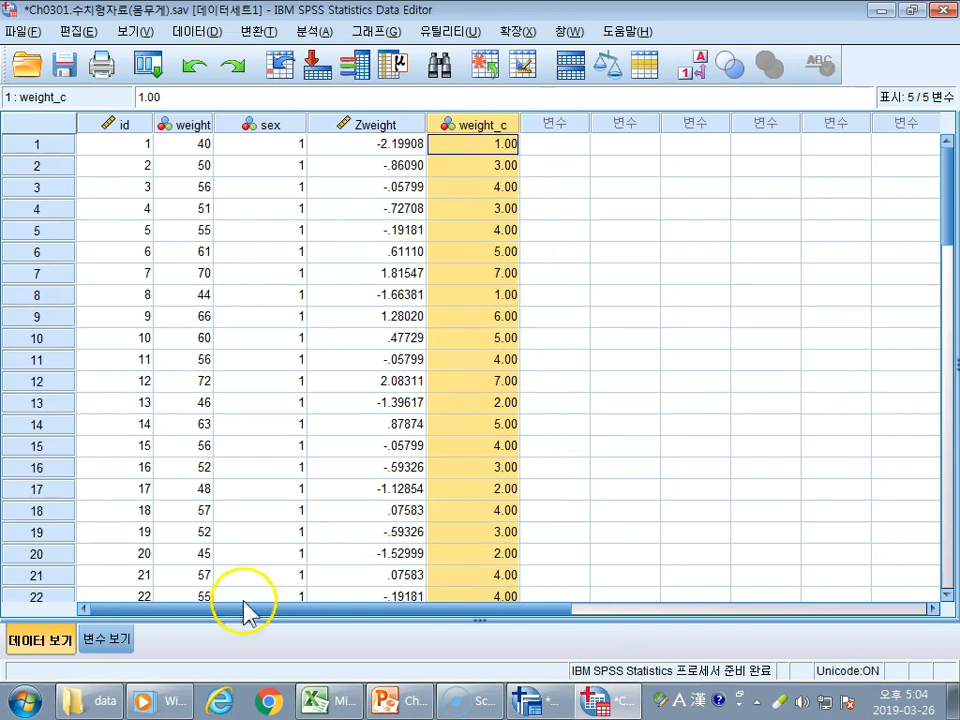 *Ch0301.수치형자료(몸무게).sav [데이터세트1] - IBM SPSS Statistics Data Editor
파일(F) 편집(E) 보기(V) 데이터(D) 변환(T) 분석(A) 그래프(G) 유틸리티(U) 확장(X) 창(W) 도움말(H)
1 : weight_c 1.00 표시: 5 / 5 변수
id weight sex Zweight weight_c 변수 변수 변수 변수 변수 변수
1 1 40 1 -2.19908 1.00
2 2 50 1 -.86090 3.00
3 3 56 1 -.05799 4.00
4 4 51 1 -.72708 3.00
5 5 55 1 -.19181 4.00
6 6 61 1 .61110 5.00
7 7 70 1 1.81547 7.00
8 8 44 1 -1.66381 1.00
9 9 66 1 1.28020 6.00
10 10 60 1 .47729 5.00
11 11 56 1 -.05799 4.00
12 12 72 1 2.08311 7.00
13 13 46 1 -1.39617 2.00
14 14 63 1 .87874 5.00
15 15 56 1 -.05799 4.00
16 16 52 1 -.59326 3.00
17 17 48 1 -1.12854 2.00
18 18 57 1 .07583 4.00
19 19 52 1 -.59326 3.00
20 20 45 1 -1.52999 2.00
21 21 57 1 .07583 4.00
22 22 55 1 -.19181 4.00
데이터 보기 변수 보기
IBM SPSS Statistics 프로세서 준비 완료 Unicode:ON
data Wi... Mi... Ch... Sc... *... *C... A 漢 오후 5:04
2019-03-26